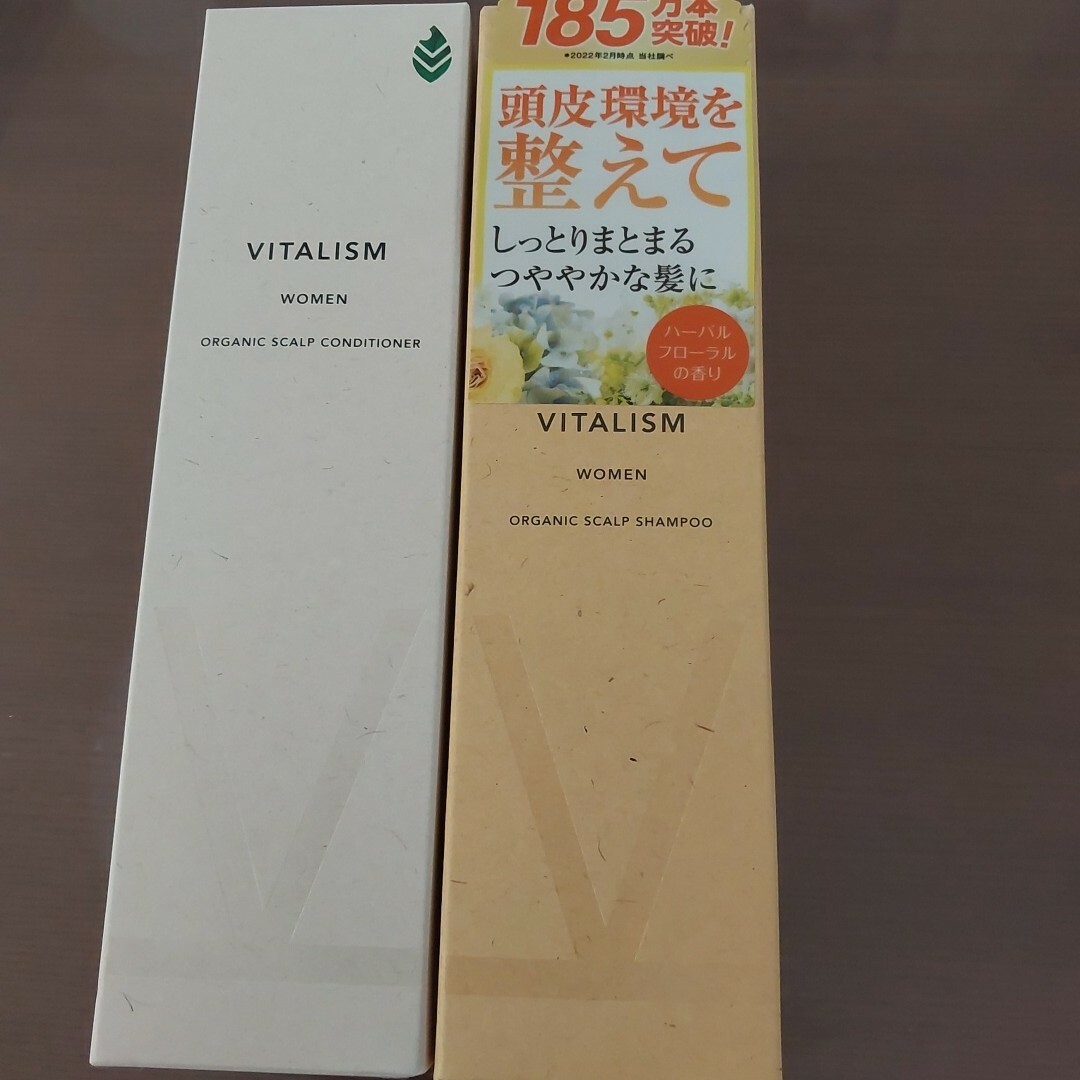 VITALISM
WOMEN
ORGANIC SCALP CONDITIONER
185万本
突破!
*2022年2月時点 当社調べ
頭皮環境を
整えて
しっとりまとまる
つややかな髪に
ハーバル
フローラル
の香り
VITALISM
WOMEN
ORGANIC SCALP SHAMPOO